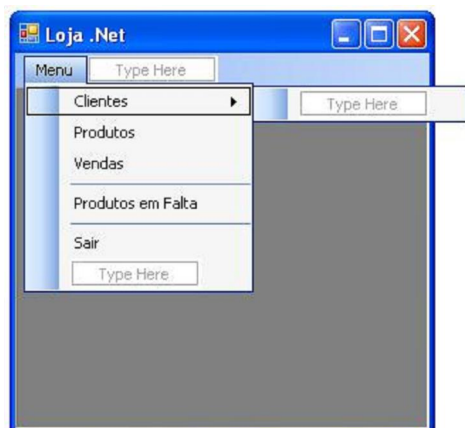 Loja .Net
Menu Type Here
Clientes Type Here
Produtos
Vendas
Produtos em Falta
Sair
Type Here